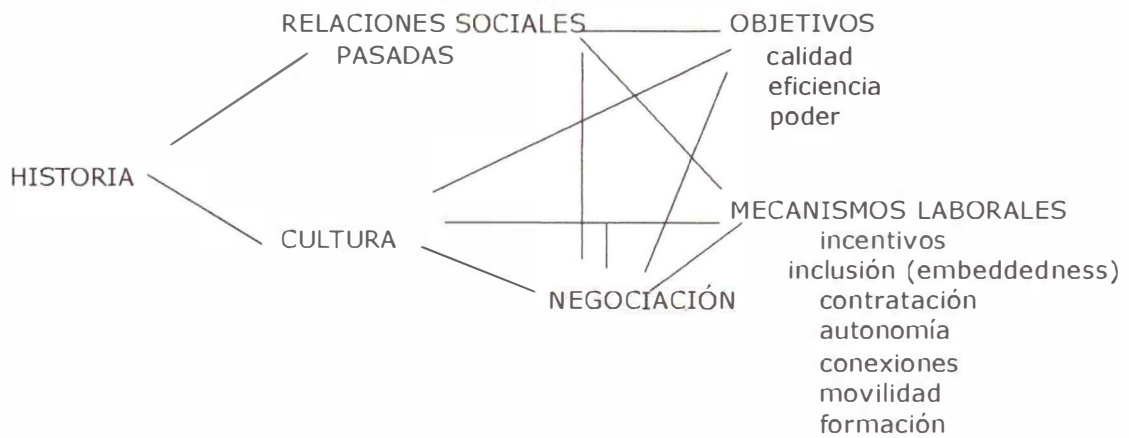 RELACIONES SOCIALES
PASADAS
OBJETIVOS
calidad
eficiencia
poder
HISTORIA
CULTURA
MECANISMOS LABORALES
incentivos
inclusión (embeddedness)
contratación
autonomía
conexiones
movilidad
formación
NEGOCIACIÓN